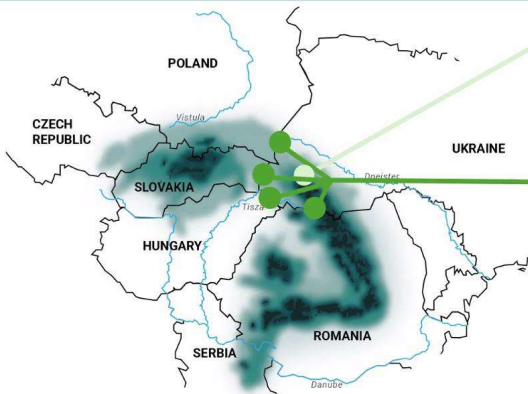 POLAND
Vistula
CZECH
REPUBLIC
UKRAINE
Dneister
SLOVAKIA
Tisza
HUNGARY
ROMANIA
SERBIA
Danube